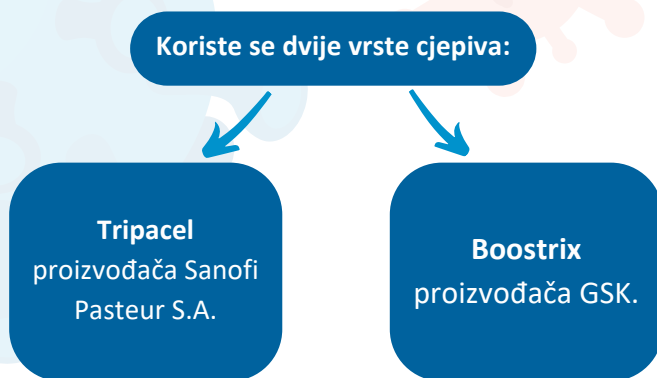 Koriste se dvije vrste cjepiva:
Tripacel
proizvođača Sanofi
Pasteur S.A.
Boostrix
proizvođača GSK.